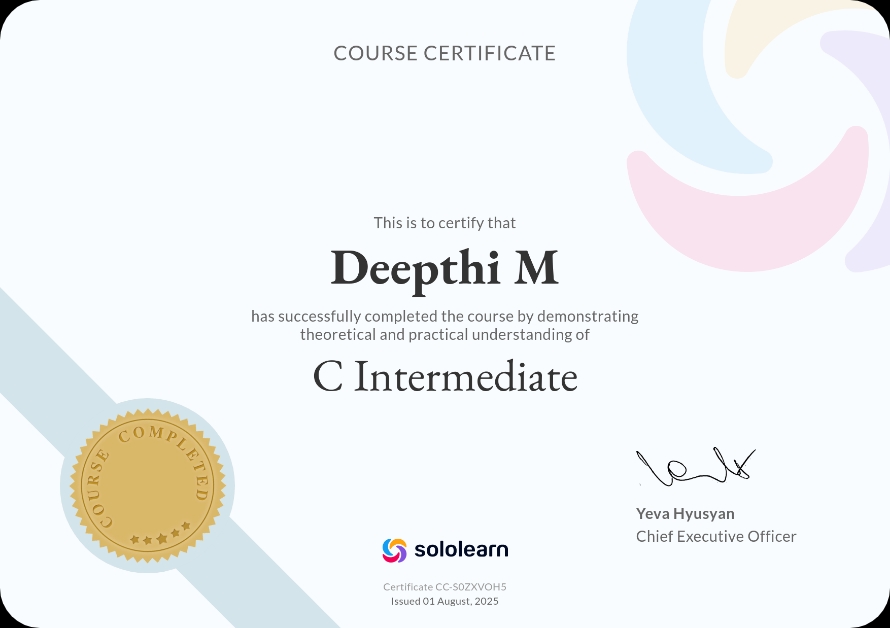 COURSE CERTIFICATE
This is to certify that
Deepthi M
has successfully completed the course by demonstrating
theoretical and practical understanding of
C Intermediate
COURSE COMPLETED
Yeva Hyusyan
Chief Executive Officer
sololearn
Certificate CC-S0ZXVOH5
Issued 01 August, 2025